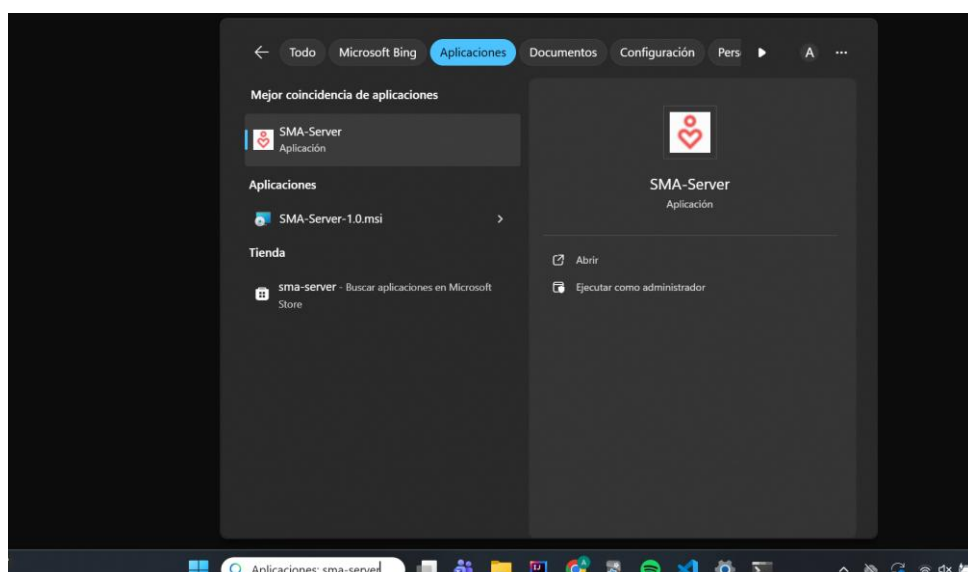 Todo Microsoft Bing Aplicaciones Documentos Configuración Pers A ...
Mejor coincidencia de aplicaciones
SMA-Server
Aplicación
Aplicaciones
SMA-Server-1.0.msi
Tienda
sma-server - Buscar aplicaciones en Microsoft
Store
SMA-Server
Aplicación
Abrir
Ejecutar como administrador
Aplicaciones: sma-server